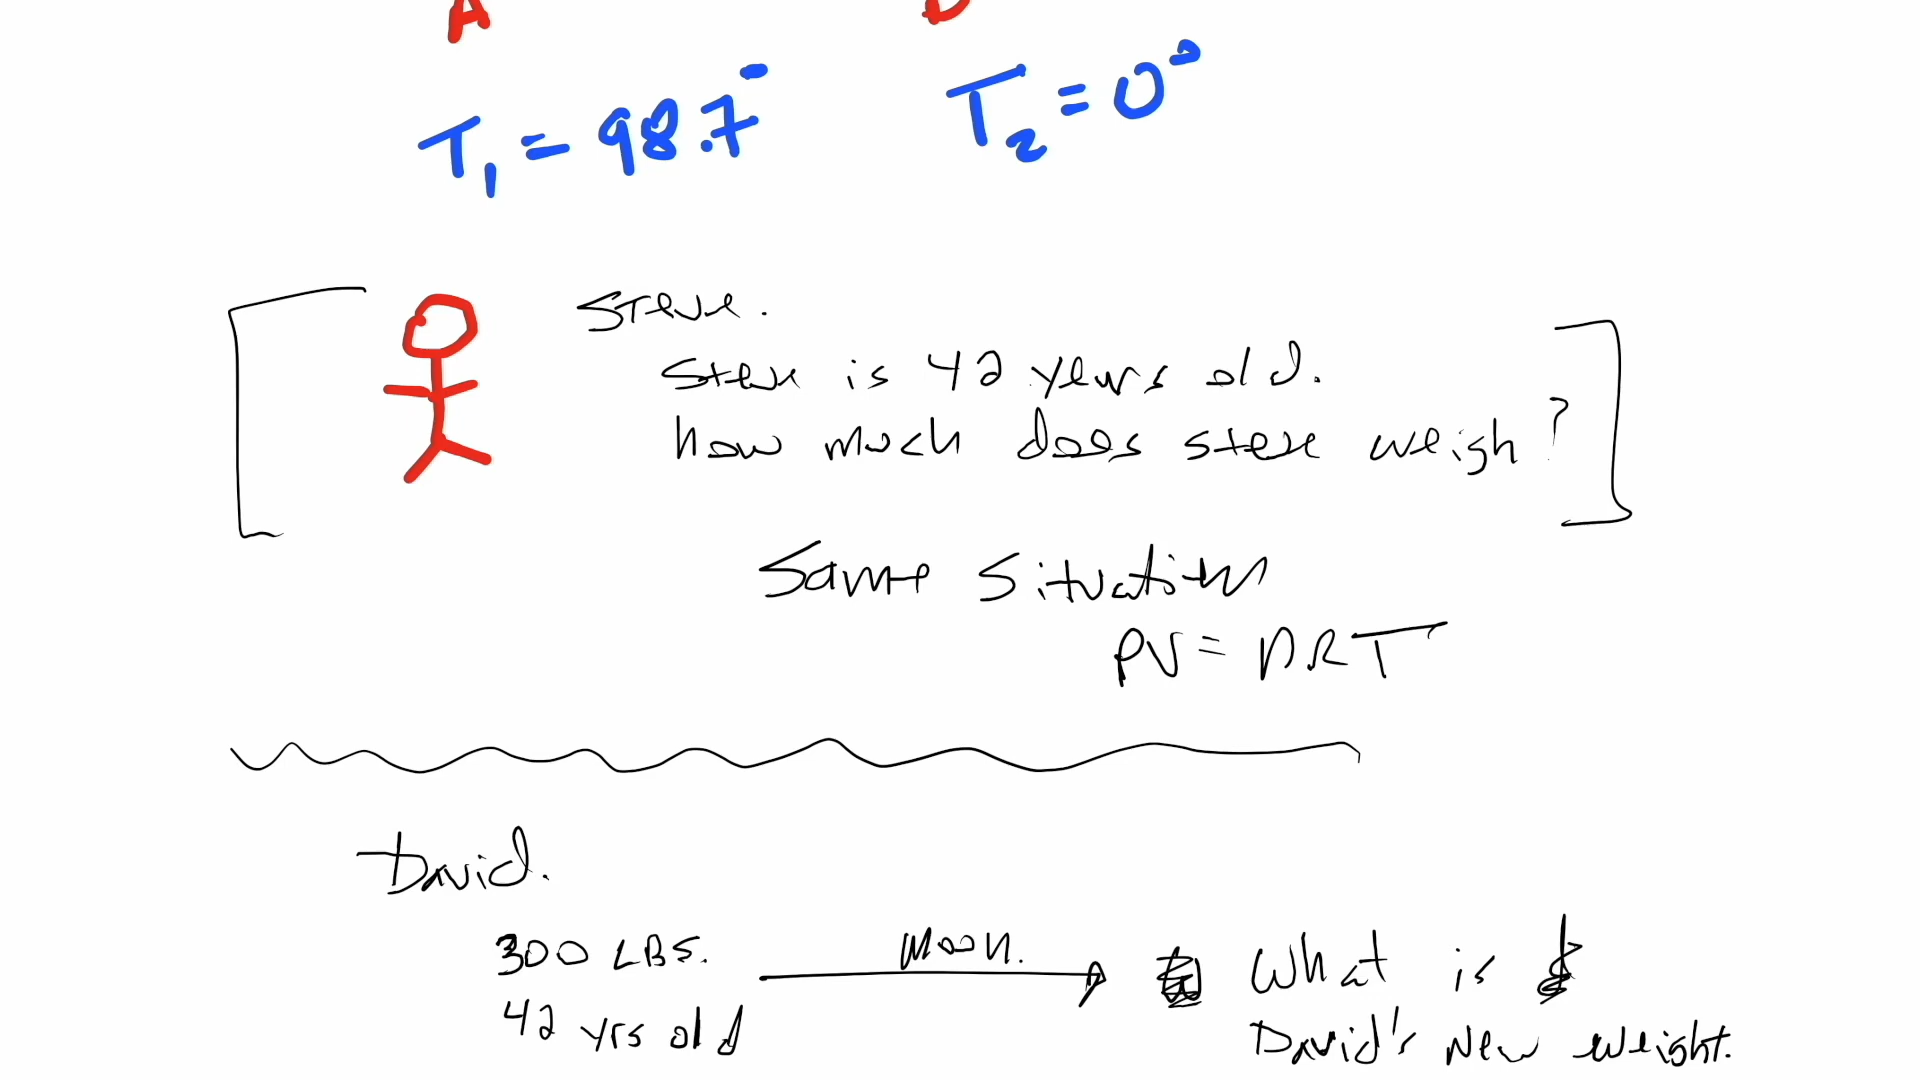 A
T₁ = 98.7° T₂ = 0°
Steve.
Steve is 42 years old.
how much does steve weigh?
Same Situation
PV = nRT
David.
300 LBS. Moon. What is
42 yrs old David's New weight.